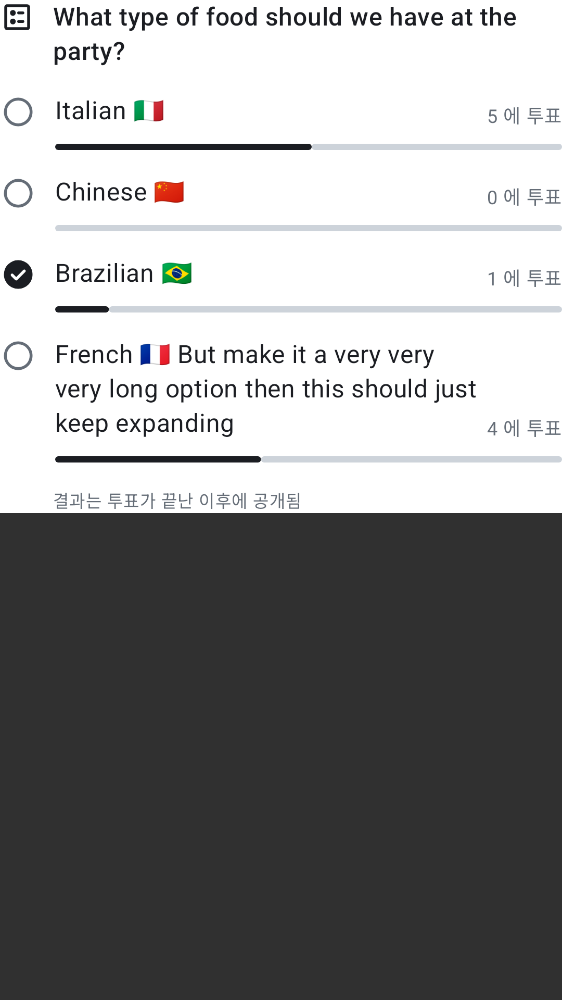 What type of food should we have at the
party?
Italian 🇮🇹
5 에 투표
Chinese 🇨🇳
0 에 투표
Brazilian 🇧🇷
1 에 투표
French 🇫🇷 But make it a very very
very long option then this should just
keep expanding
4 에 투표
결과는 투표가 끝난 이후에 공개됨